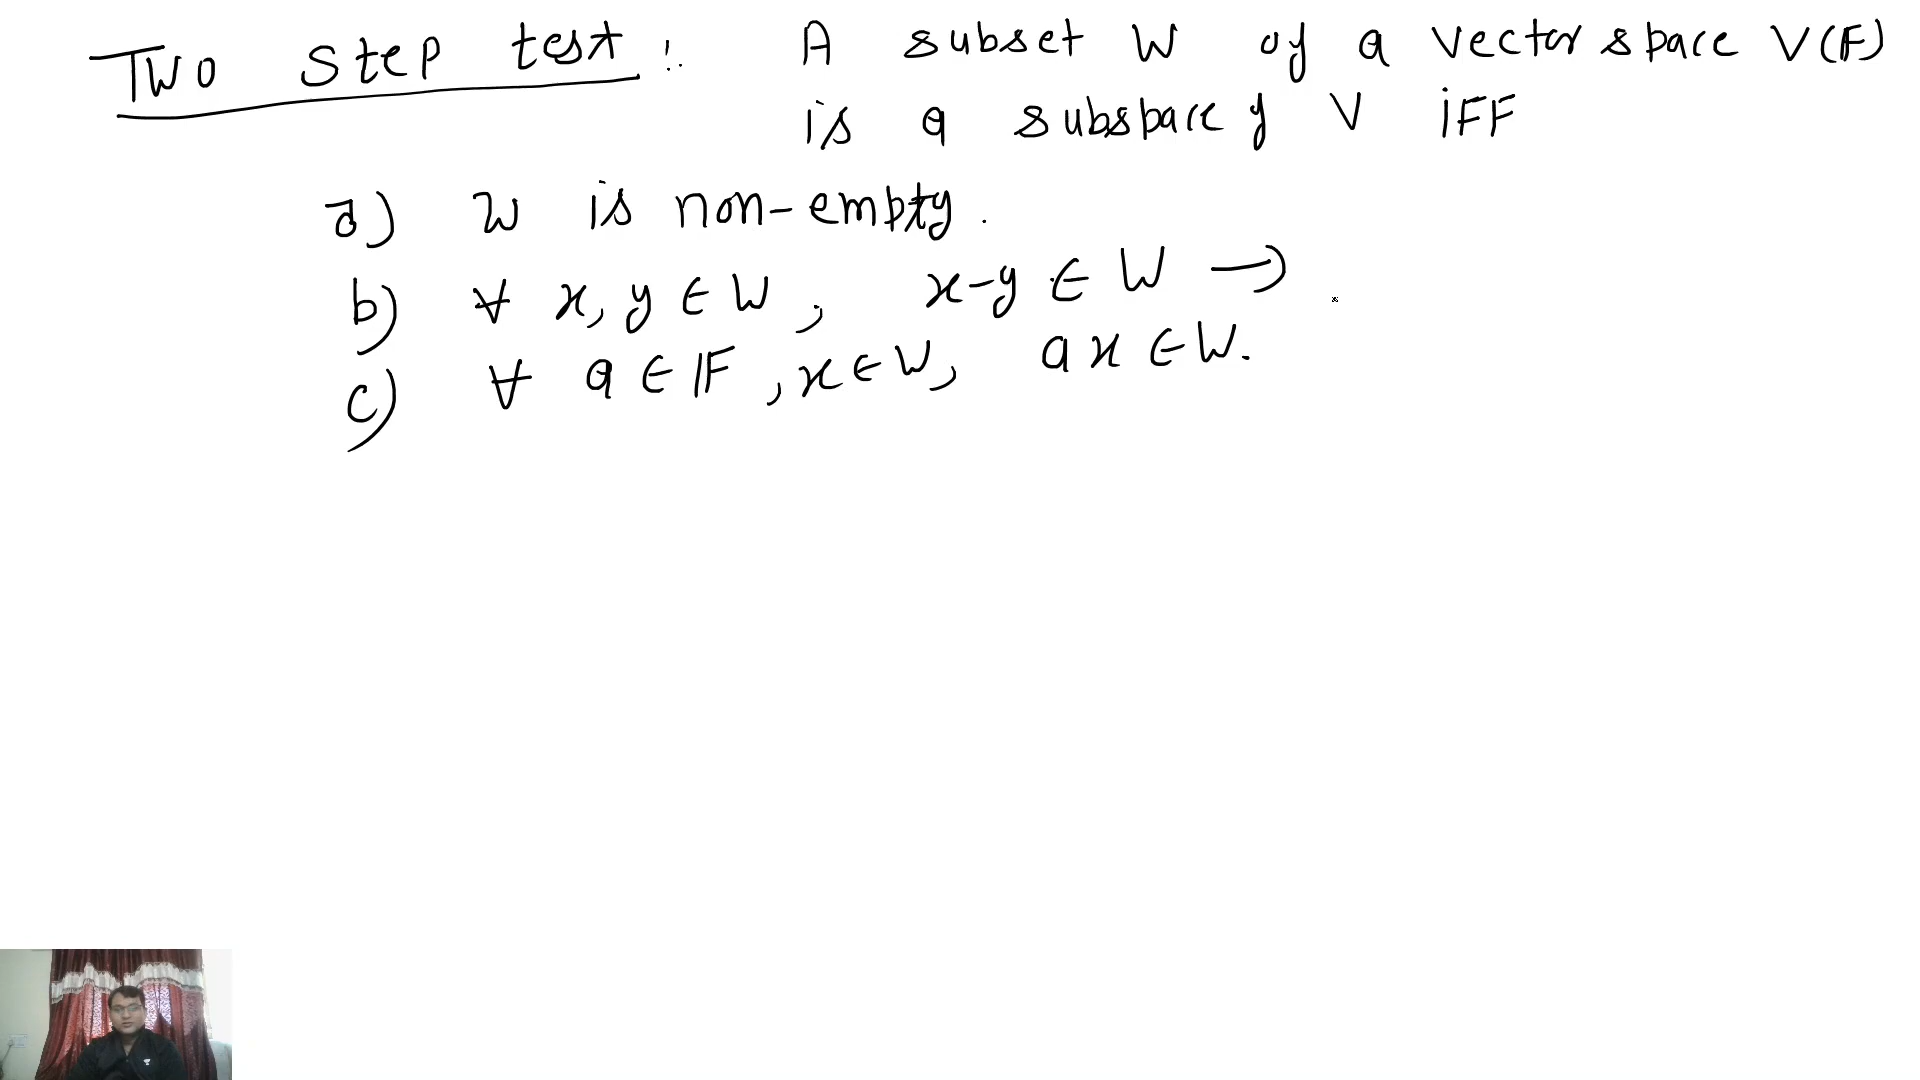 Two step test :. A subset W of a vector space V(F)
is a subspace of V iFF
a) W is non-empty.
b) ∀ x, y ∈ W, x-y ∈ W →
c) ∀ a ∈ F, x ∈ W, ax ∈ W.